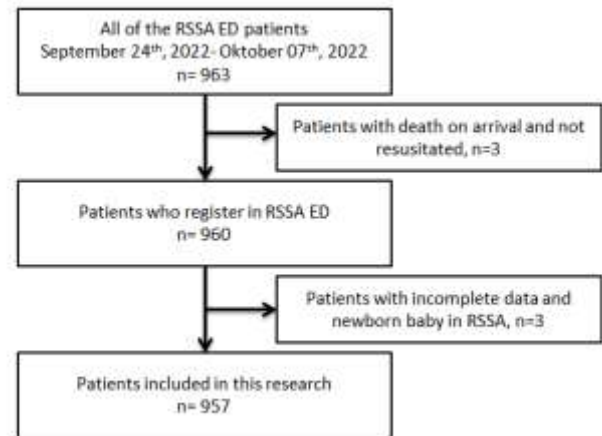 All of the RSSA ED patients
September 24th, 2022- Oktober 07th, 2022
n= 963
Patients with death on arrival and not
resusitated, n=3
Patients who register in RSSA ED
n= 960
Patients with incomplete data and
newborn baby in RSSA, n=3
Patients included in this research
n= 957